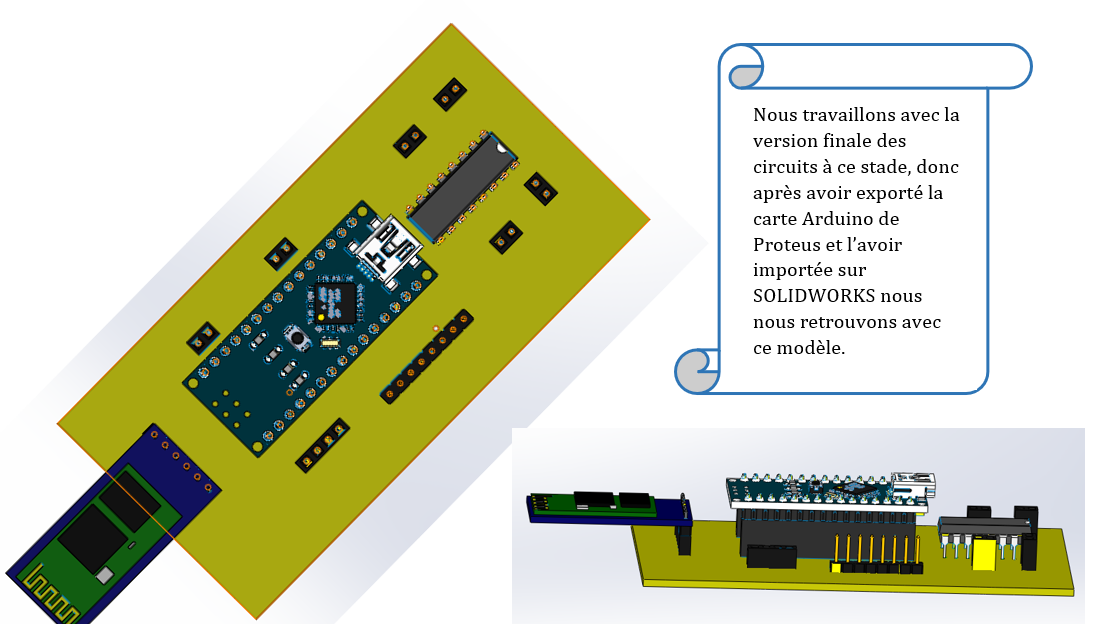 Nous travaillons avec la
version finale des
circuits à ce stade, donc
après avoir exporté la
carte Arduino de
Proteus et l’avoir
importée sur
SOLIDWORKS nous
nous retrouvons avec
ce modèle.